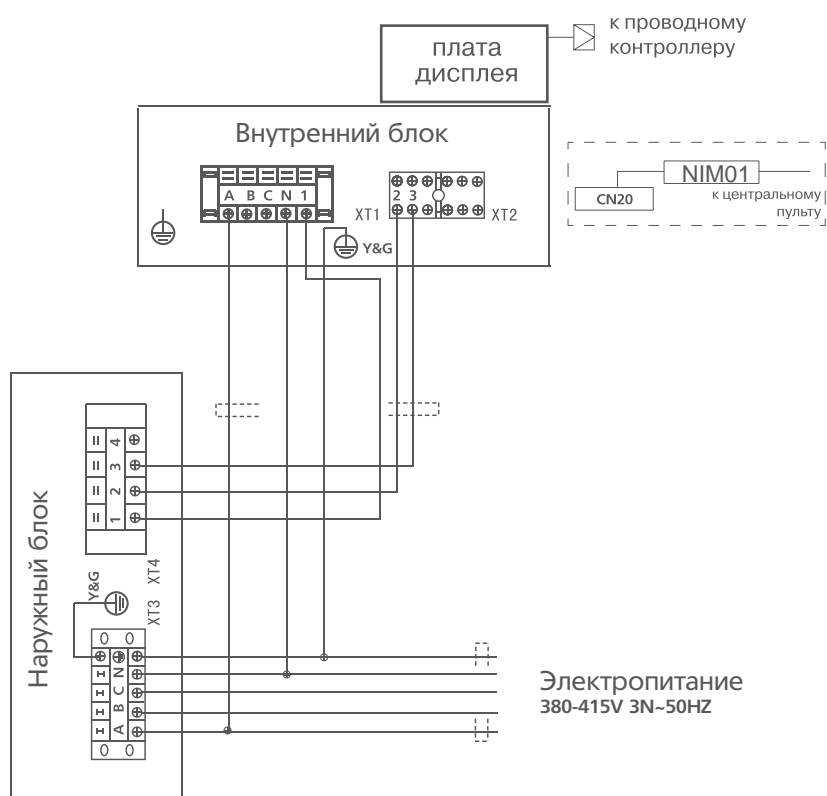 плата
дисплея
к проводному
контроллеру
Внутренний блок
A B C N 1
2 3
XT1
XT2
Y&G
NIM01
CN20
к центральному
пульту
Наружный блок
4
3
2
1
XT4
XT3
Y&G
N
C
B
A
Электропитание
380-415V 3N~50HZ